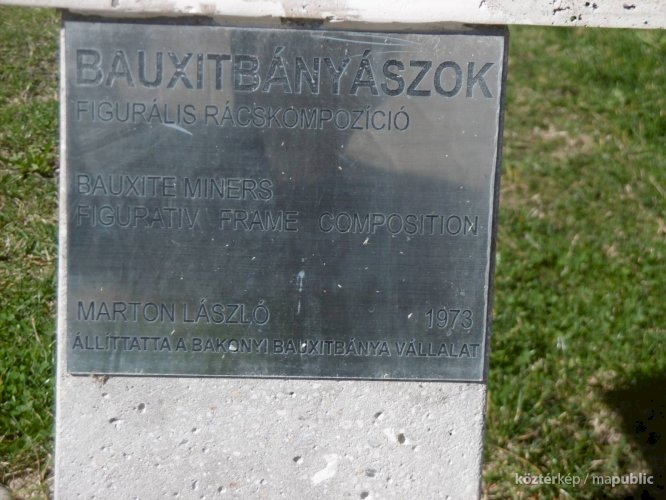 BAUXITBÁNYÁSZOK
FIGURÁLIS RÁCSKOMPOZÍCIÓ
BAUXITE MINERS
FIGURATIV FRAME COMPOSITION
MARTON LÁSZLÓ 1973
ÁLLÍTTATTA A BAKONYI BAUXITBÁNYA VÁLLALAT
köztérkép / mapublic